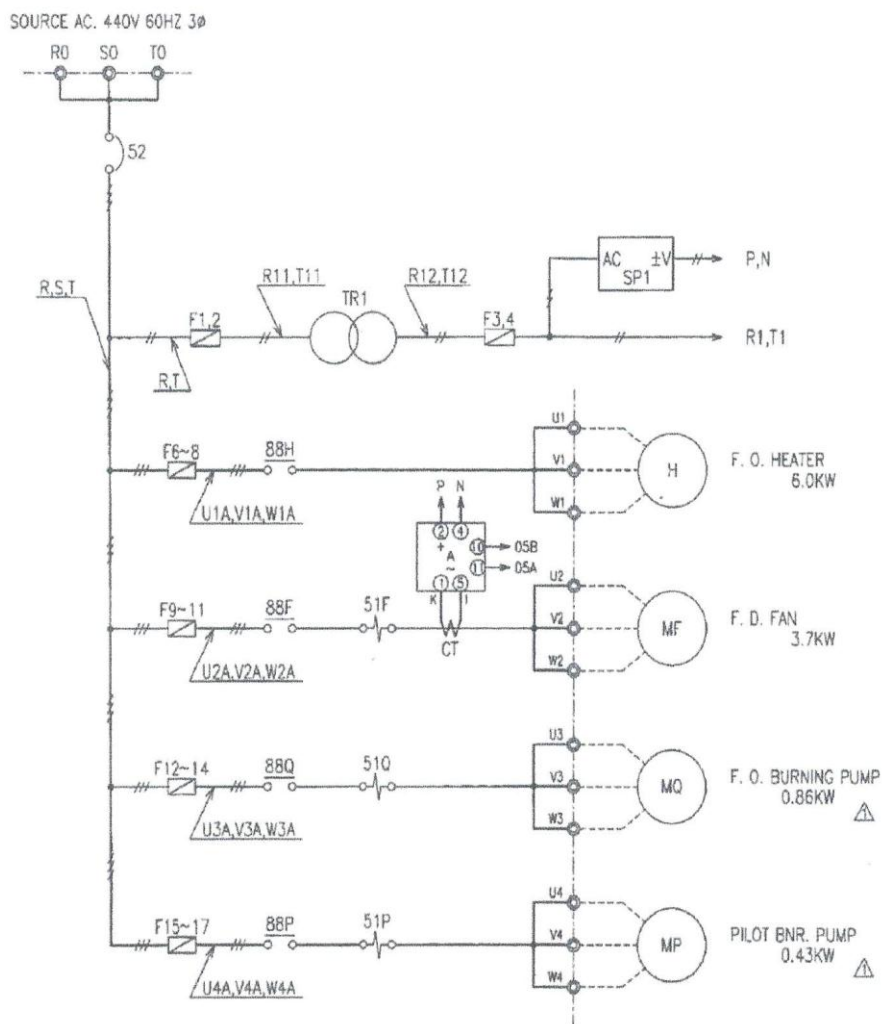 SOURCE AC. 440V 60HZ 3ø
R0 S0 T0
52
R,S,T
F1,2
R11,T11
TR1
R12,T12
F3,4
AC ±V
SP1
P,N
R1,T1
R,T
F6~8
88H
U1A,V1A,W1A
U1
V1
W1
H
F. O. HEATER
6.0KW
P N
2 4
+ A 10 05B
~ 11 05A
1 5
K l
CT
F9~11
88F
51F
U2A,V2A,W2A
U2
V2
W2
MF
F. D. FAN
3.7KW
F12~14
88Q
51Q
U3A,V3A,W3A
U3
V3
W3
MQ
F. O. BURNING PUMP
0.86KW
1
F15~17
88P
51P
U4A,V4A,W4A
U4
V4
W4
MP
PILOT BNR. PUMP
0.43KW
1